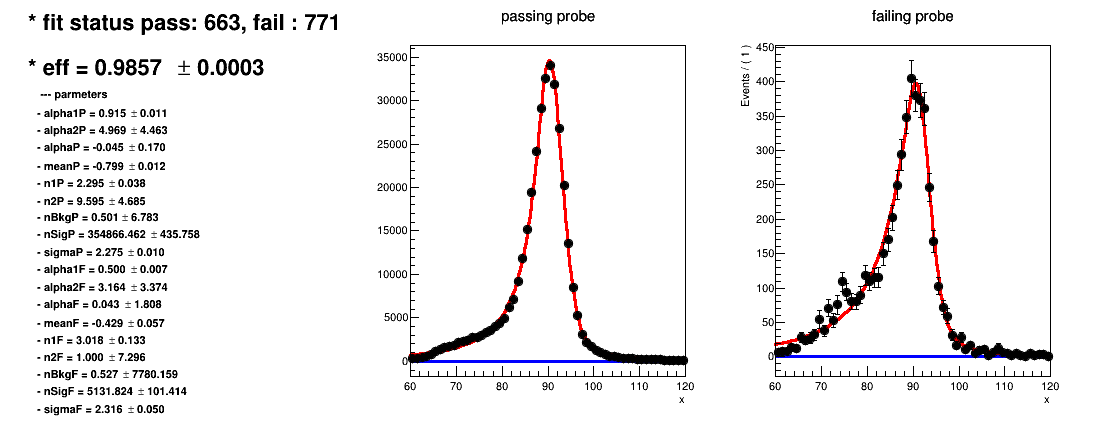 * fit status pass: 663, fail : 771
* eff = 0.9857 ± 0.0003
--- parmeters
- alpha1P = 0.915 ± 0.011
- alpha2P = 4.969 ± 4.463
- alphaP = -0.045 ± 0.170
- meanP = -0.799 ± 0.012
- n1P = 2.295 ± 0.038
- n2P = 9.595 ± 4.685
- nBkgP = 0.501 ± 6.783
- nSigP = 354866.462 ± 435.758
- sigmaP = 2.275 ± 0.010
- alpha1F = 0.500 ± 0.007
- alpha2F = 3.164 ± 3.374
- alphaF = 0.043 ± 1.808
- meanF = -0.429 ± 0.057
- n1F = 3.018 ± 0.133
- n2F = 1.000 ± 7.296
- nBkgF = 0.527 ± 7780.159
- nSigF = 5131.824 ± 101.414
- sigmaF = 2.316 ± 0.050
passing probe
35000
30000
25000
20000
15000
10000
5000
0
60 70 80 90 100 110 120
x
failing probe
Events / ( 1 )
450
400
350
300
250
200
150
100
50
0
60 70 80 90 100 110 120
x